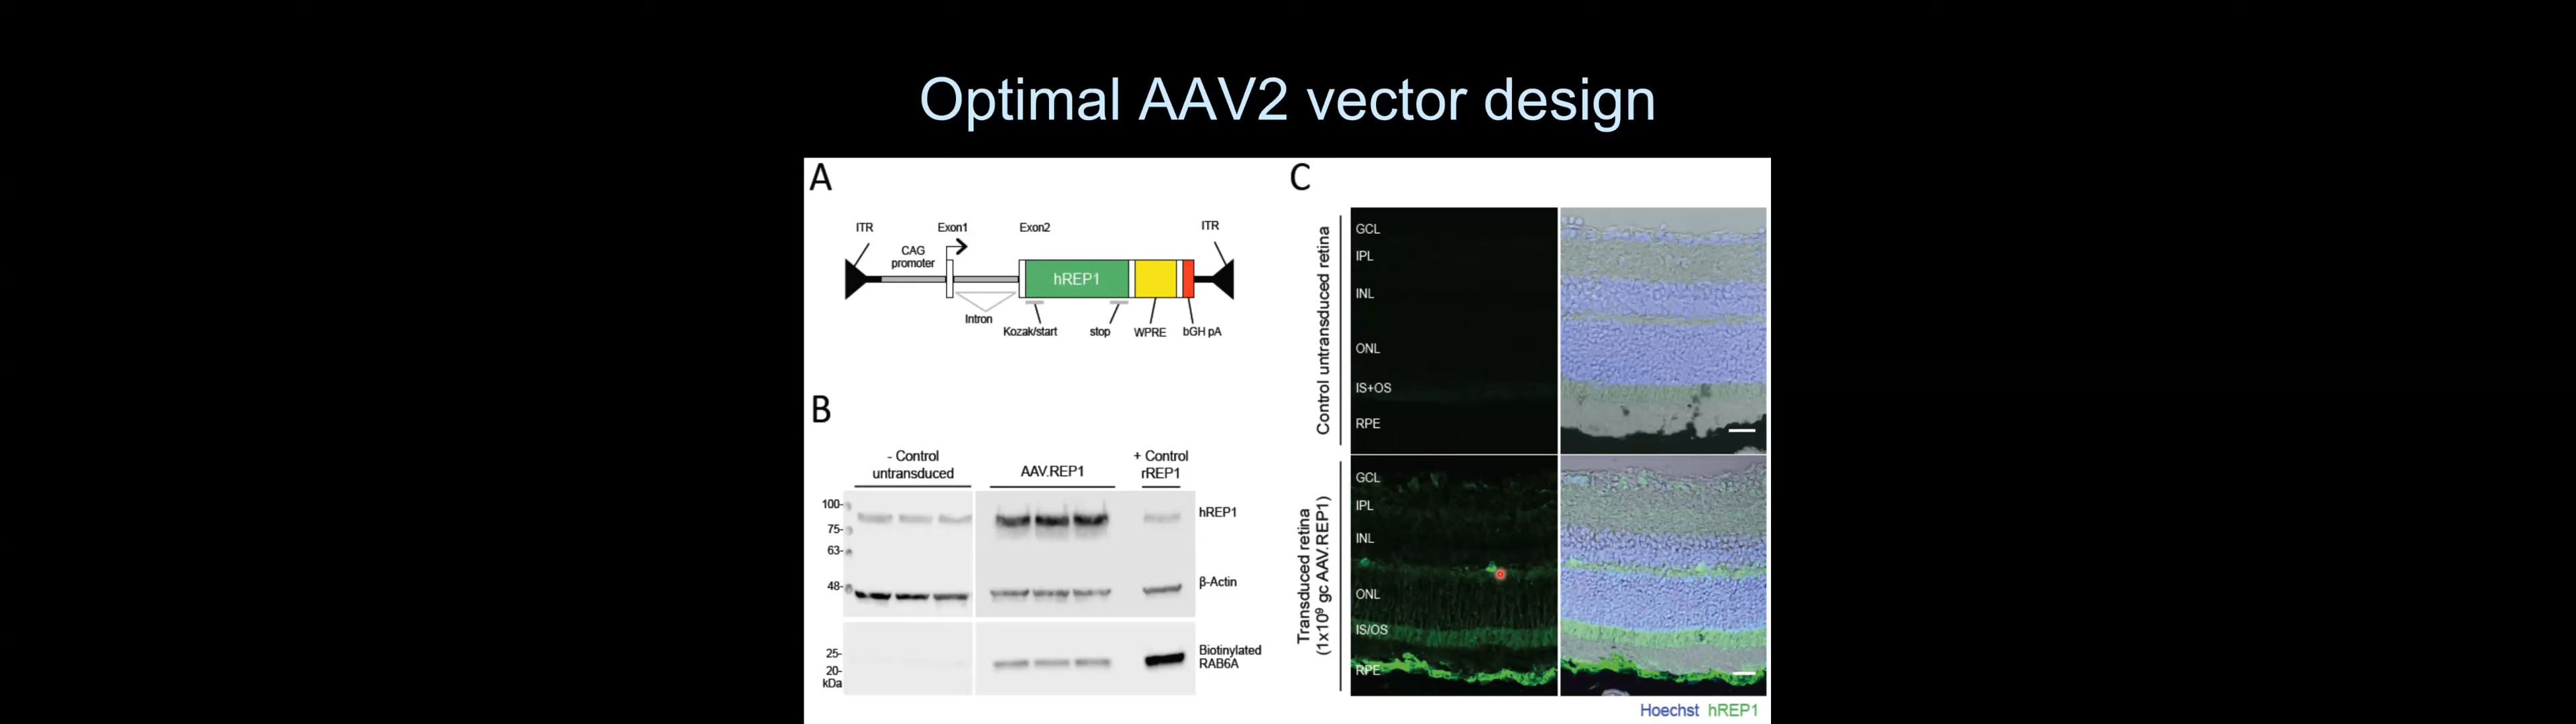 Optimal AAV2 vector design
A
ITR
Exon1
Exon2
ITR
CAG
promoter
hREP1
Intron
Kozak/start
stop
WPRE
bGH pA
B
- Control
untransduced
AAV.REP1
+ Control
rREP1
100-
75-
63-
48-
hREP1
β-Actin
25-
20-
kDa
Biotinylated
RAB6A
C
Control untransduced retina
GCL
IPL
INL
ONL
IS+OS
RPE
Transduced retina
(1x10⁹ gc AAV.REP1)
GCL
IPL
INL
ONL
IS/OS
RPE
Hoechst hREP1